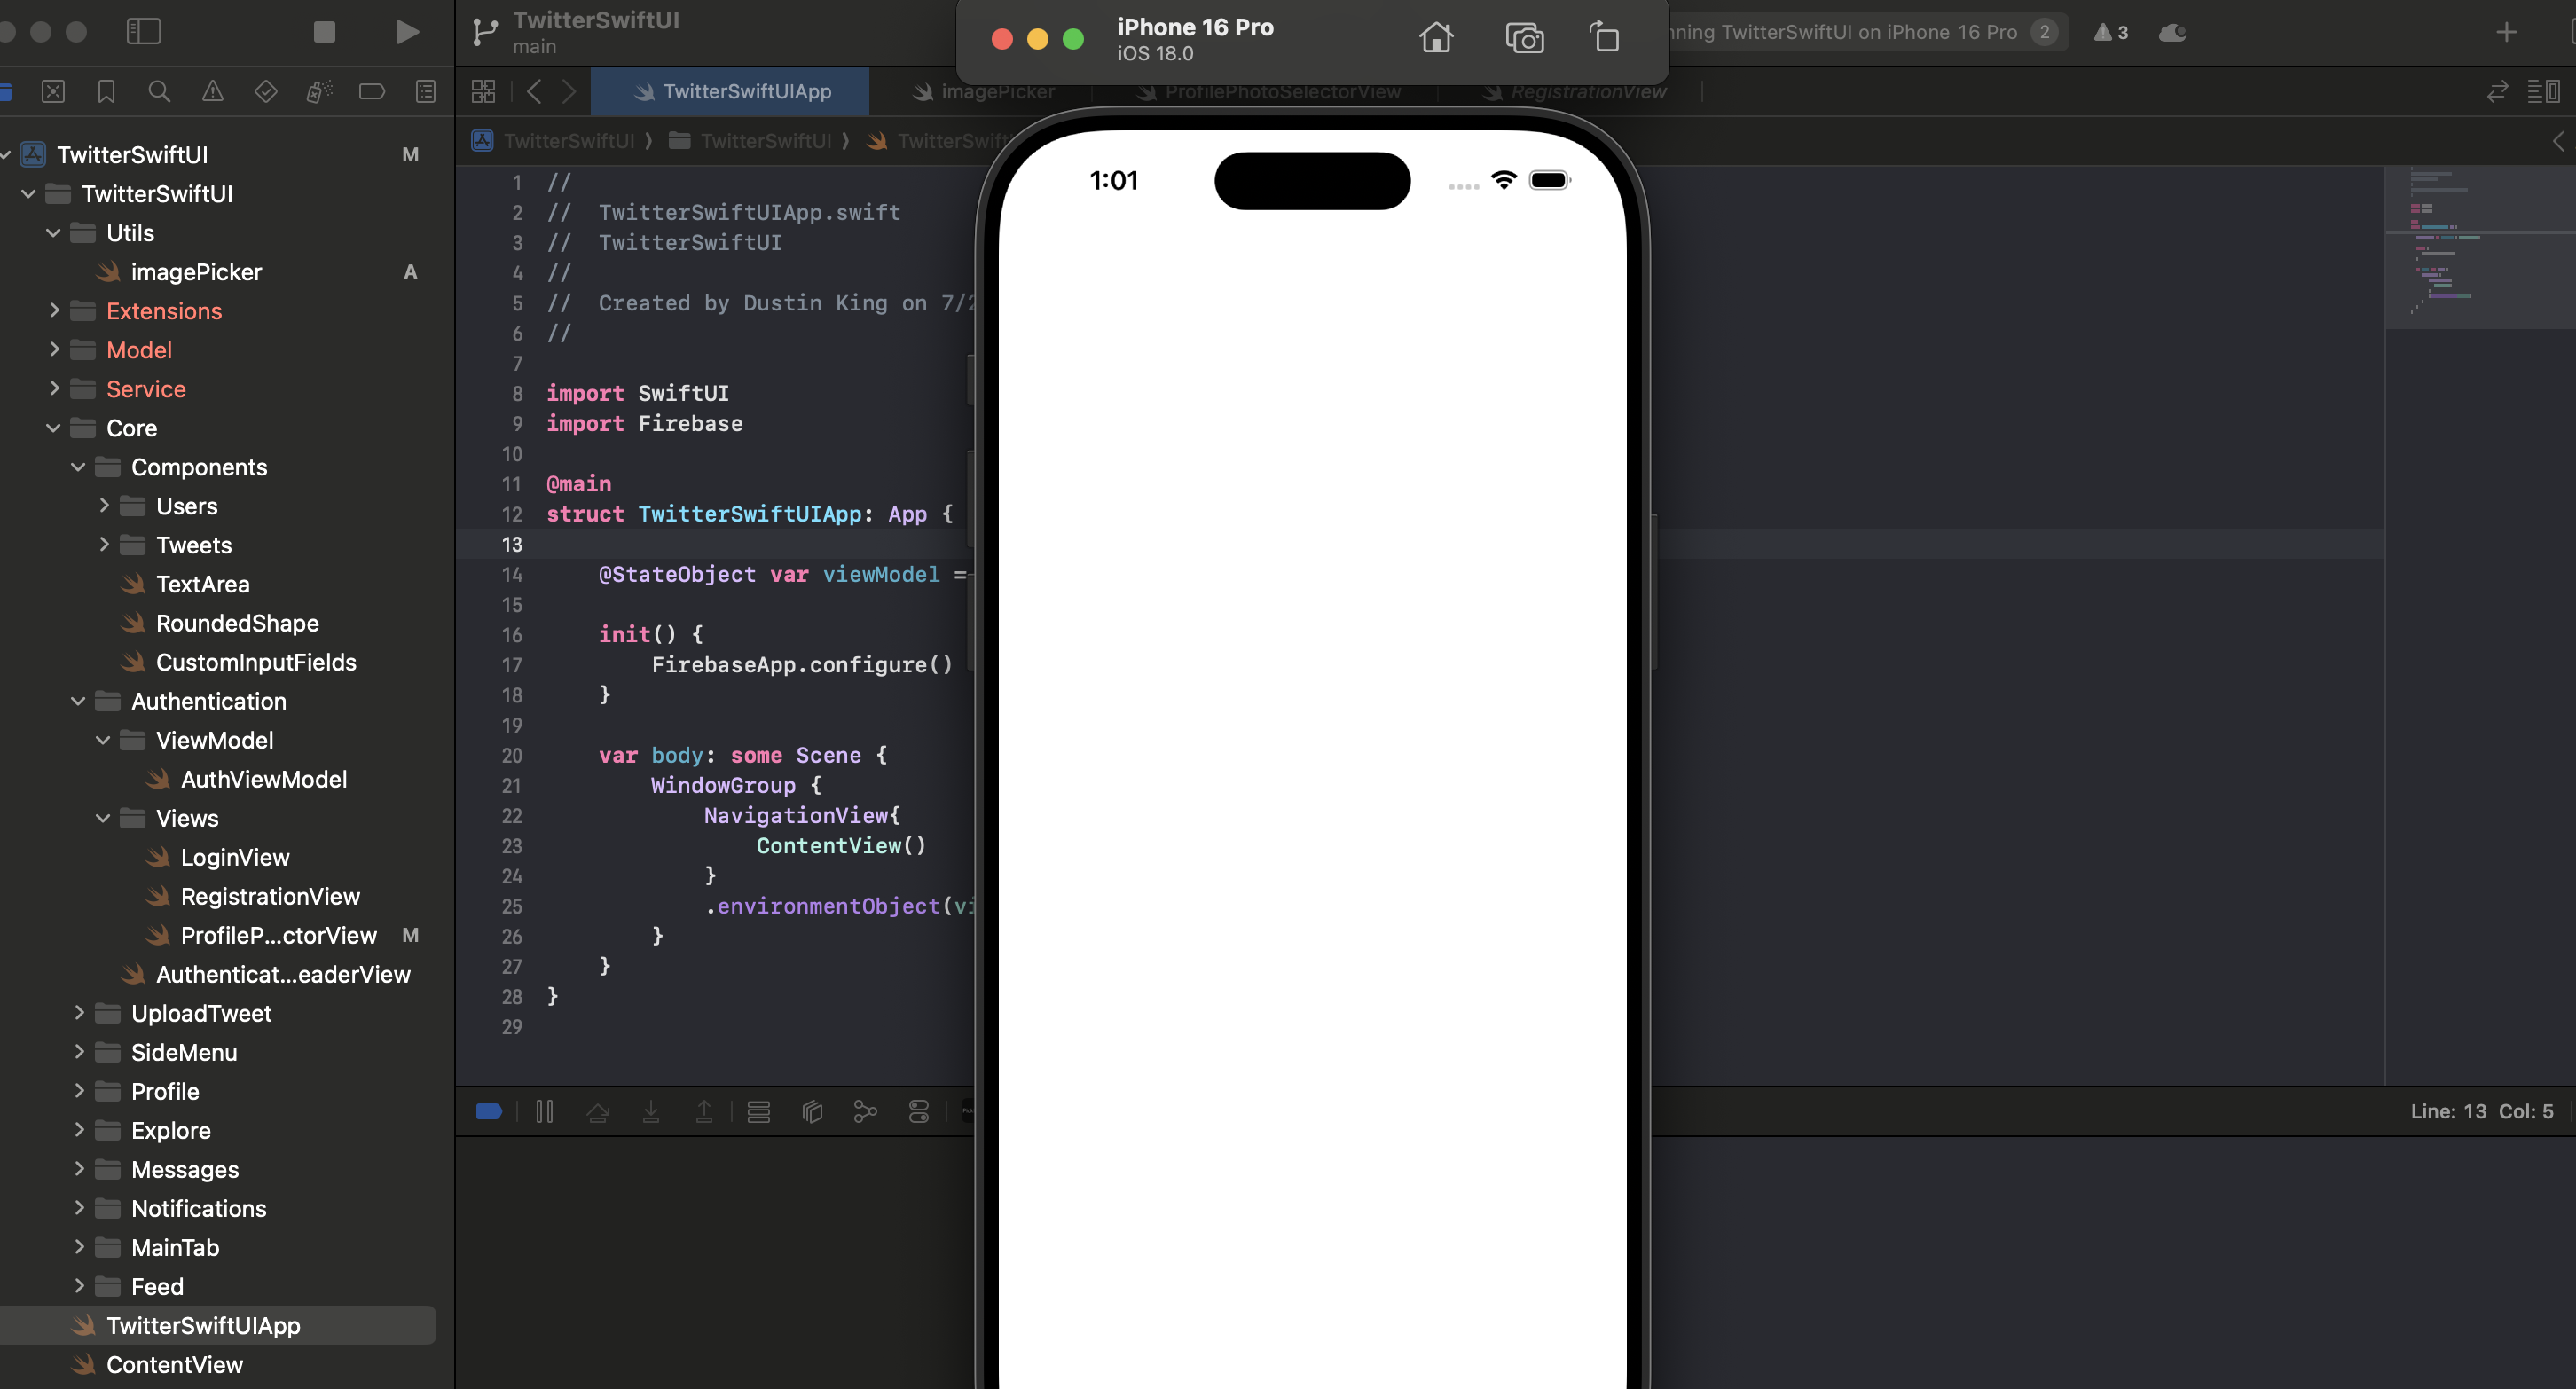 TwitterSwiftUI
main
iPhone 16 Pro
iOS 18.0
nning TwitterSwiftUI on iPhone 16 Pro 2
3
TwitterSwiftUIApp
imagePicker
ProfilePhotoSelectorView
RegistrationView
TwitterSwiftUI
TwitterSwiftUI
TwitterSwift
TwitterSwiftUI M
TwitterSwiftUI
Utils
imagePicker A
Extensions
Model
Service
Core
Components
Users
Tweets
TextArea
RoundedShape
CustomInputFields
Authentication
ViewModel
AuthViewModel
Views
LoginView
RegistrationView
ProfileP...ctorView M
Authenticat...eaderView
UploadTweet
SideMenu
Profile
Explore
Messages
Notifications
MainTab
Feed
TwitterSwiftUIApp
ContentView
1 //
2 // TwitterSwiftUIApp.swift
3 // TwitterSwiftUI
4 //
5 // Created by Dustin King on 7/2
6 //
7
8 import SwiftUI
9 import Firebase
10
11 @main
12 struct TwitterSwiftUIApp: App {
13
14 @StateObject var viewModel =
15
16 init() {
17 FirebaseApp.configure()
18 }
19
20 var body: some Scene {
21 WindowGroup {
22 NavigationView{
23 ContentView()
24 }
25 .environmentObject(vi
26 }
27 }
28 }
29
1:01
Line: 13 Col: 5